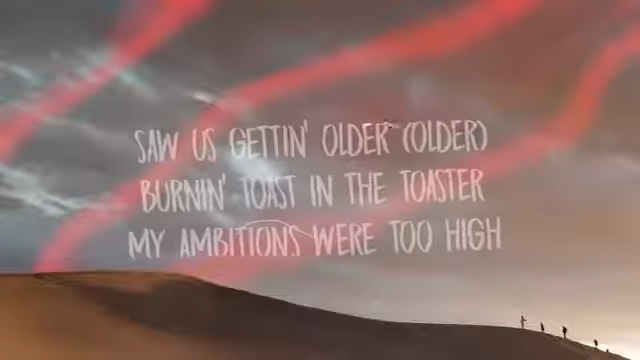 SAW US GETTIN' OLDER (OLDER)
BURNIN' TOAST IN THE TOASTER
MY AMBITIONS WERE TOO HIGH